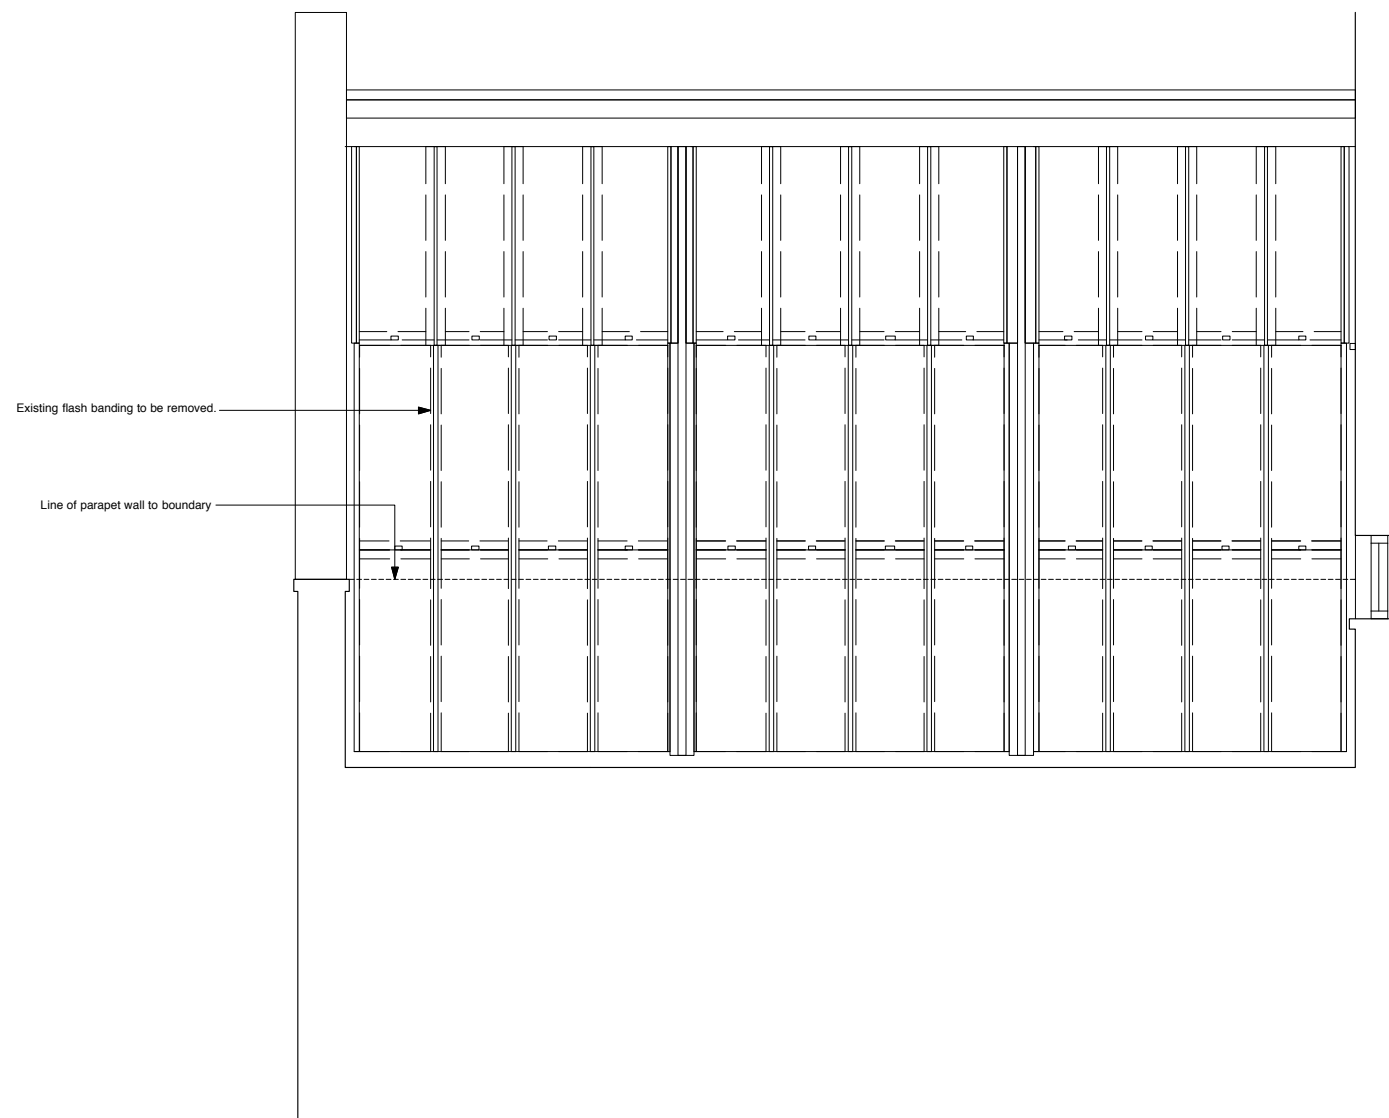 Existing flash banding to be removed.
Line of parapet wall to boundary